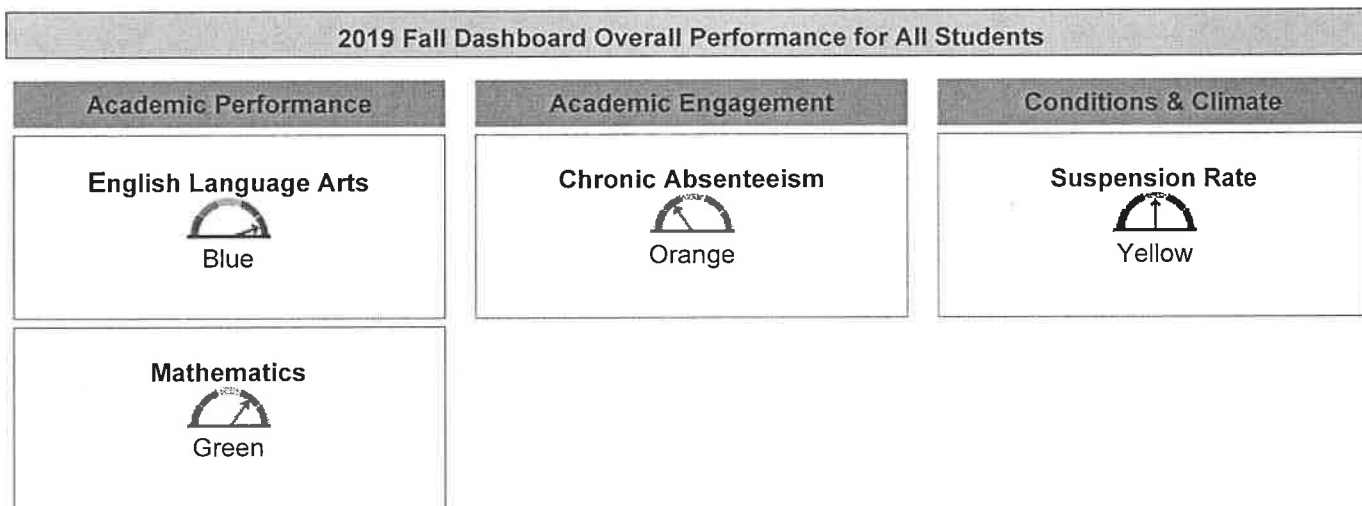 2019 Fall Dashboard Overall Performance for All Students
Academic Performance
English Language Arts
Blue
Mathematics
Green
Academic Engagement
Chronic Absenteeism
Orange
Conditions & Climate
Suspension Rate
Yellow